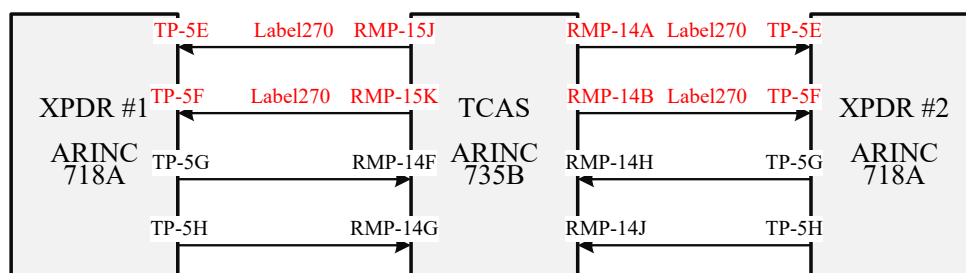 TP-5E Label270 RMP-15J RMP-14A Label270 TP-5E
TP-5F Label270 RMP-15K RMP-14B Label270 TP-5F
XPDR #1 TCAS XPDR #2
ARINC ARINC ARINC
718A 735B 718A
TP-5G RMP-14F RMP-14H TP-5G
TP-5H RMP-14G RMP-14J TP-5H